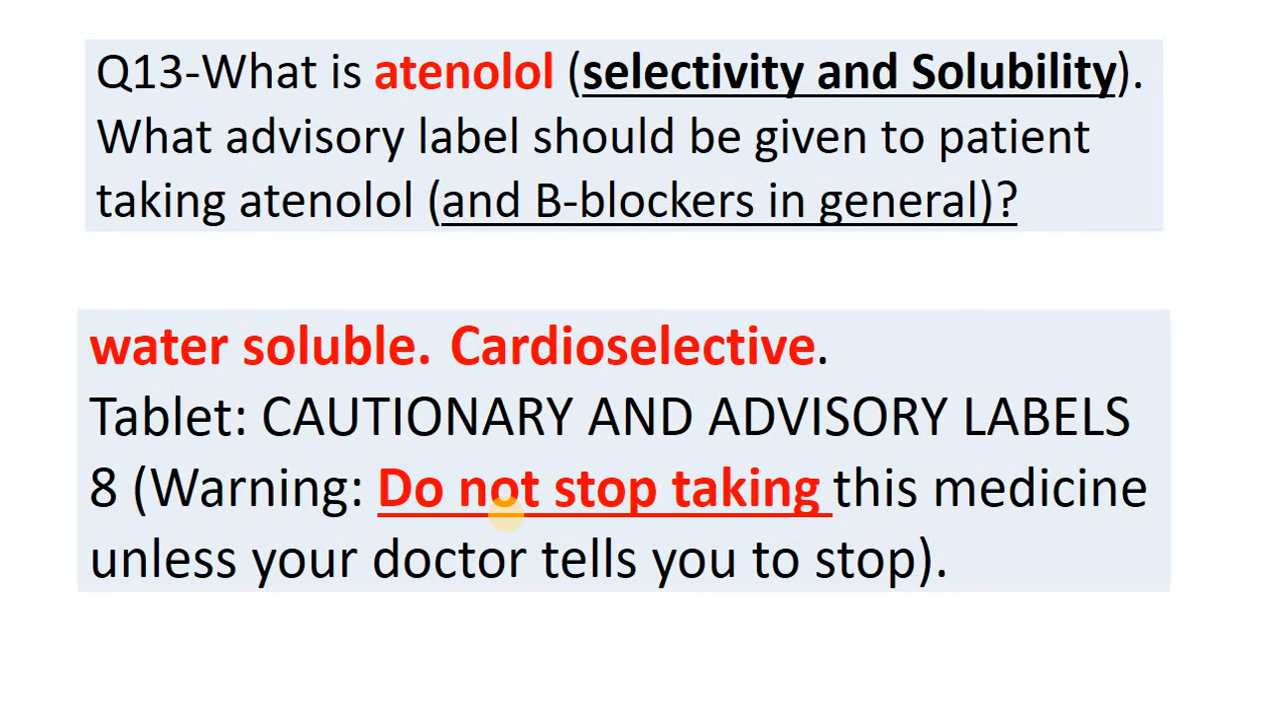 Q13-What is atenolol (selectivity and Solubility).
What advisory label should be given to patient
taking atenolol (and B-blockers in general)?
water soluble. Cardioselective.
Tablet: CAUTIONARY AND ADVISORY LABELS
8 (Warning: Do not stop taking this medicine
unless your doctor tells you to stop).